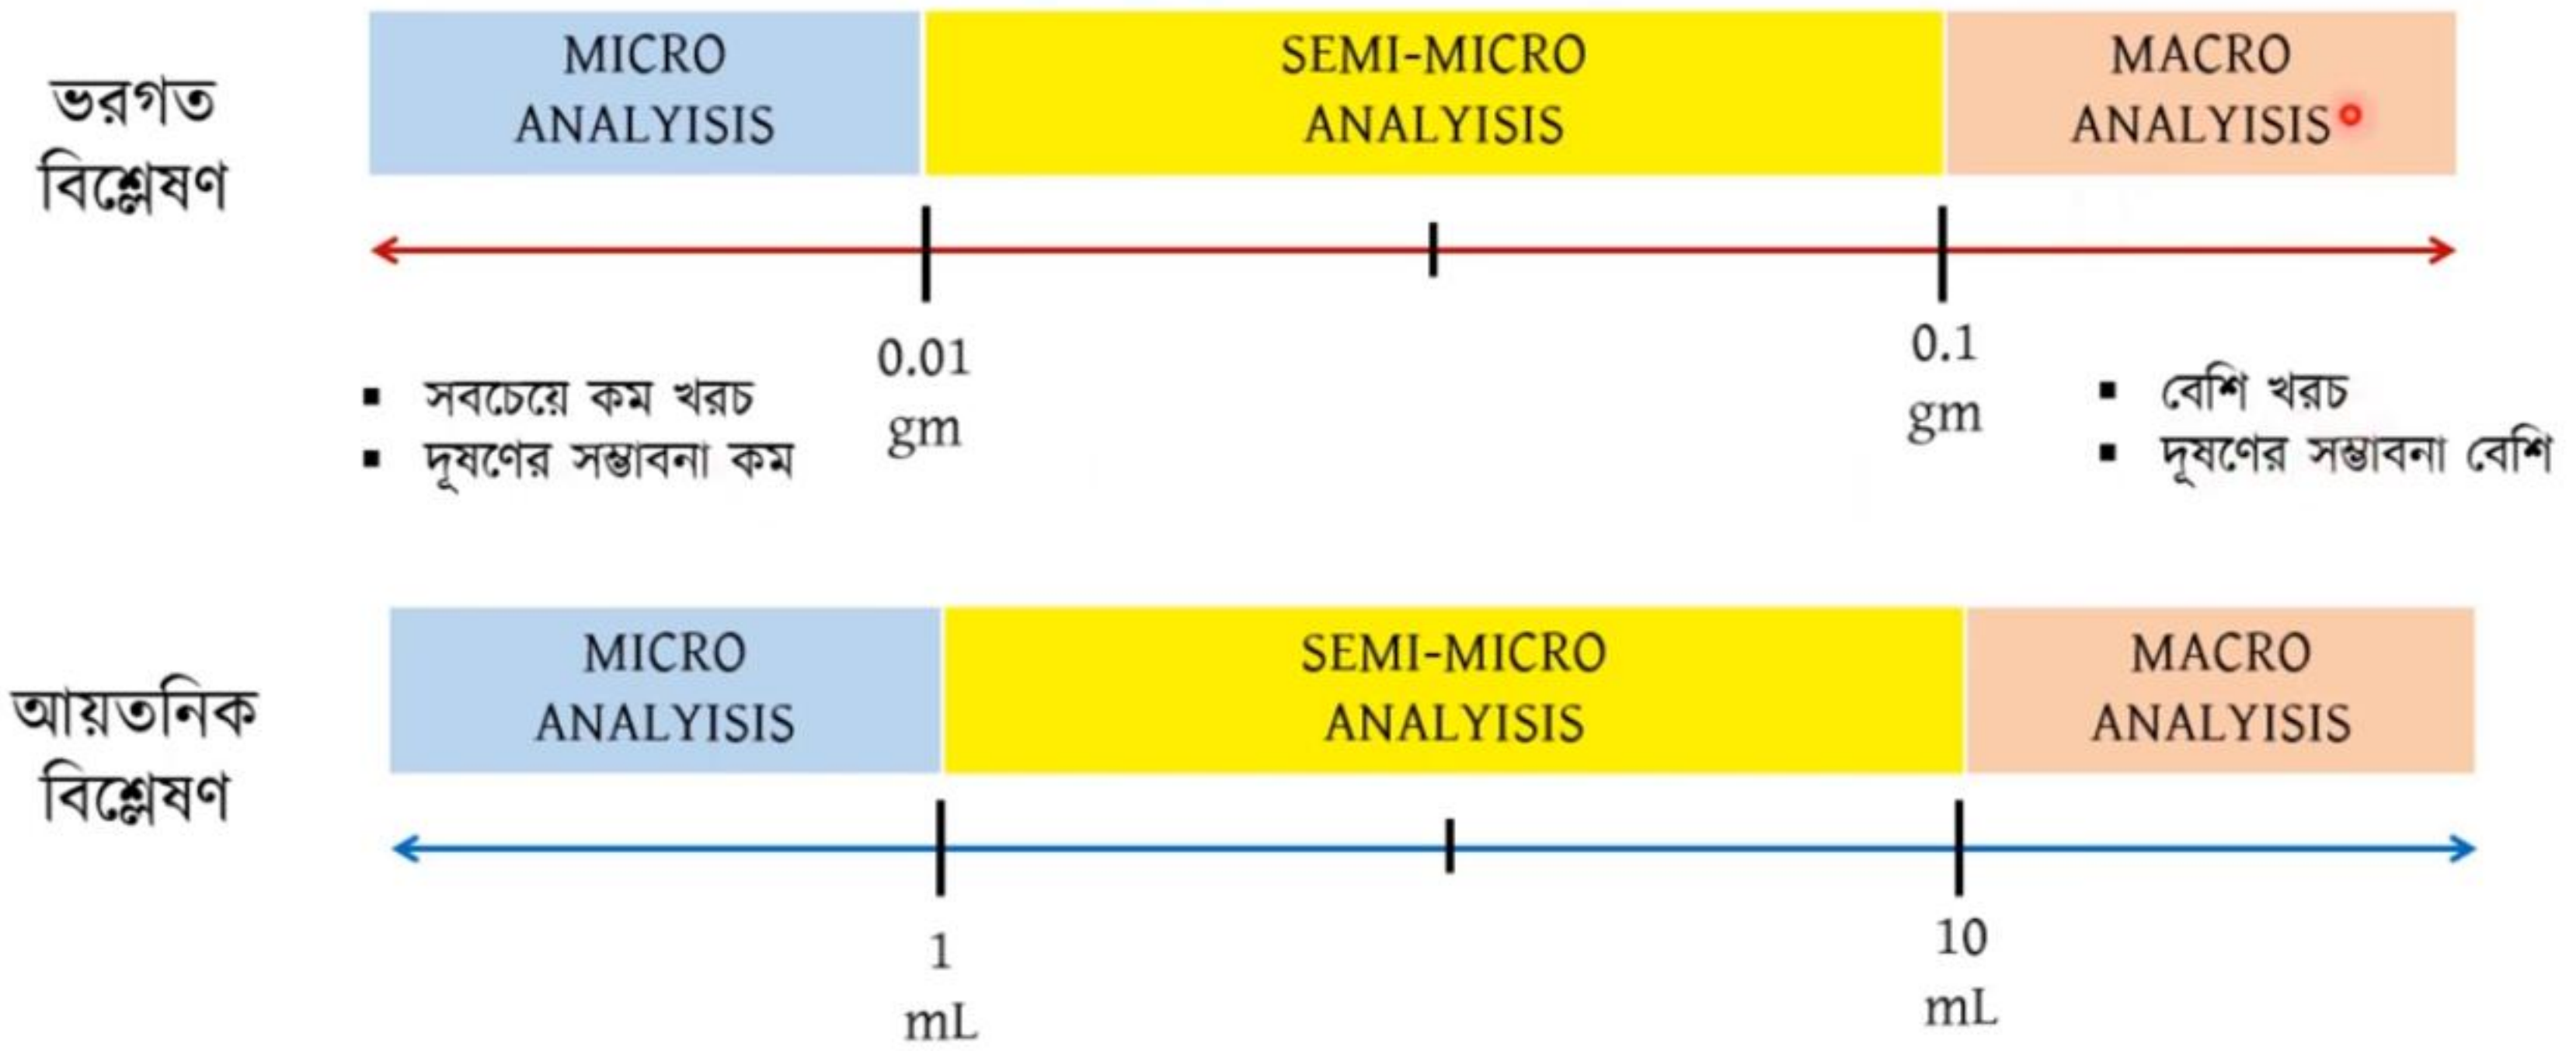 ভরগত
বিশ্লেষণ
MICRO
ANALYISIS
SEMI-MICRO
ANALYISIS
MACRO
ANALYISIS
0.01
gm
0.1
gm
▪ সবচেয়ে কম খরচ
▪ দূষণের সম্ভাবনা কম
▪ বেশি খরচ
▪ দূষণের সম্ভাবনা বেশি
আয়তনিক
বিশ্লেষণ
MICRO
ANALYISIS
SEMI-MICRO
ANALYISIS
MACRO
ANALYISIS
1
mL
10
mL